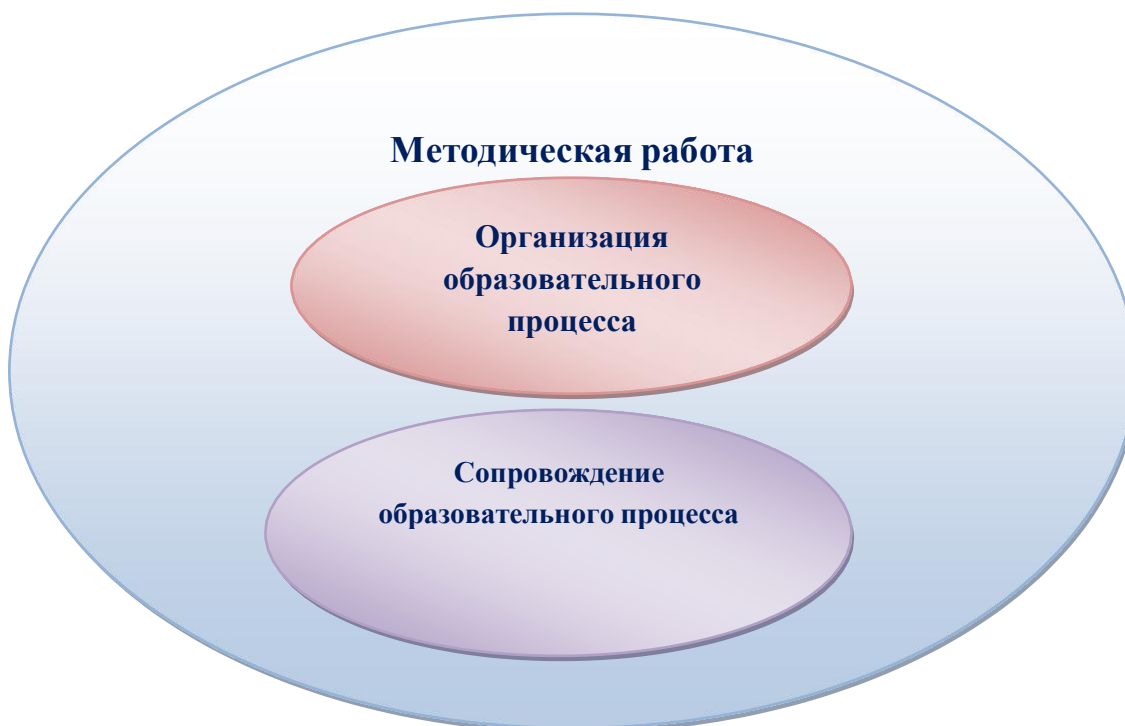 Методическая работа
Организация
образовательного
процесса
Сопровождение
образовательного процесса